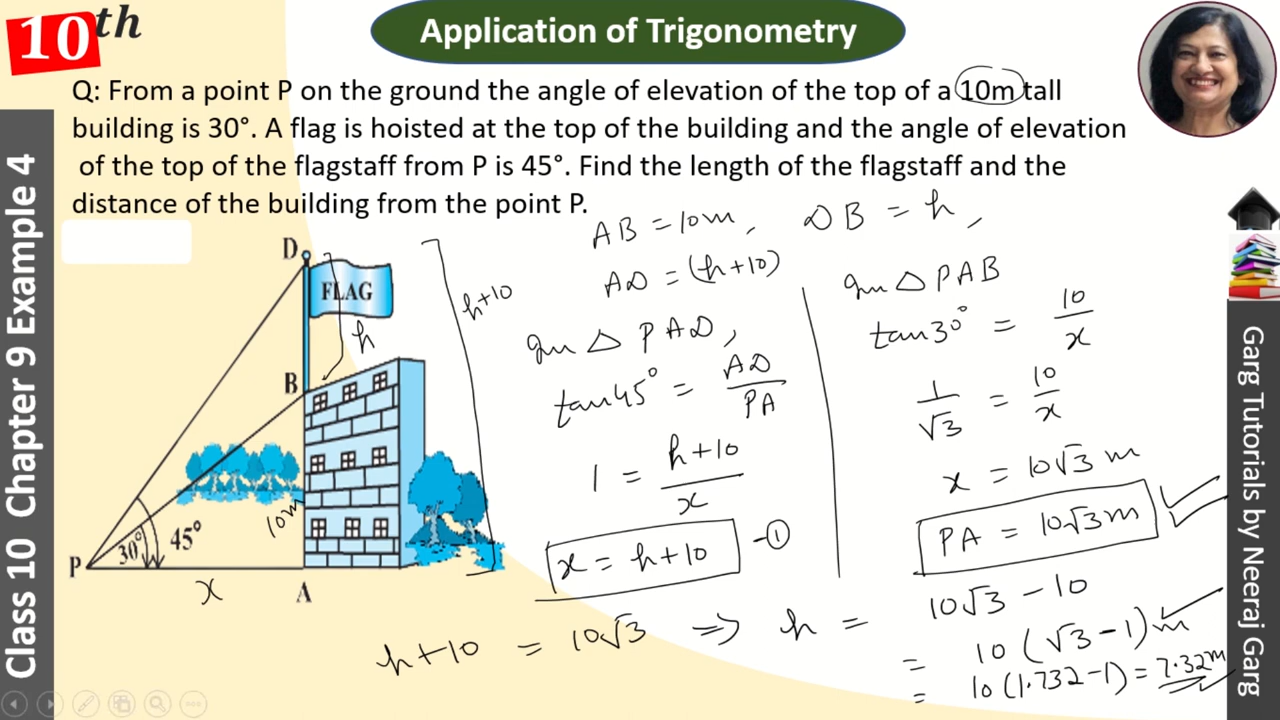 10th
Application of Trigonometry
Q: From a point P on the ground the angle of elevation of the top of a 10m tall
building is 30°. A flag is hoisted at the top of the building and the angle of elevation
of the top of the flagstaff from P is 45°. Find the length of the flagstaff and the
distance of the building from the point P.
Class 10 Chapter 9 Example 4
D
FLAG
h
h+10
B
10m
30°
45°
P
x
A
AB = 10m, DB = h,
AD = (h+10)
In △ PAD,
tan45° = AD/PA
1 = h+10/x
x = h+10 -①
In △ PAB
tan30° = 10/x
1/√3 = 10/x
x = 10√3 m
PA = 10√3 m
h+10 = 10√3 ⇒ h = 10√3 - 10
= 10(√3-1)m
= 10(1.732-1) = 7.32m
Garg Tutorials by Neeraj Garg